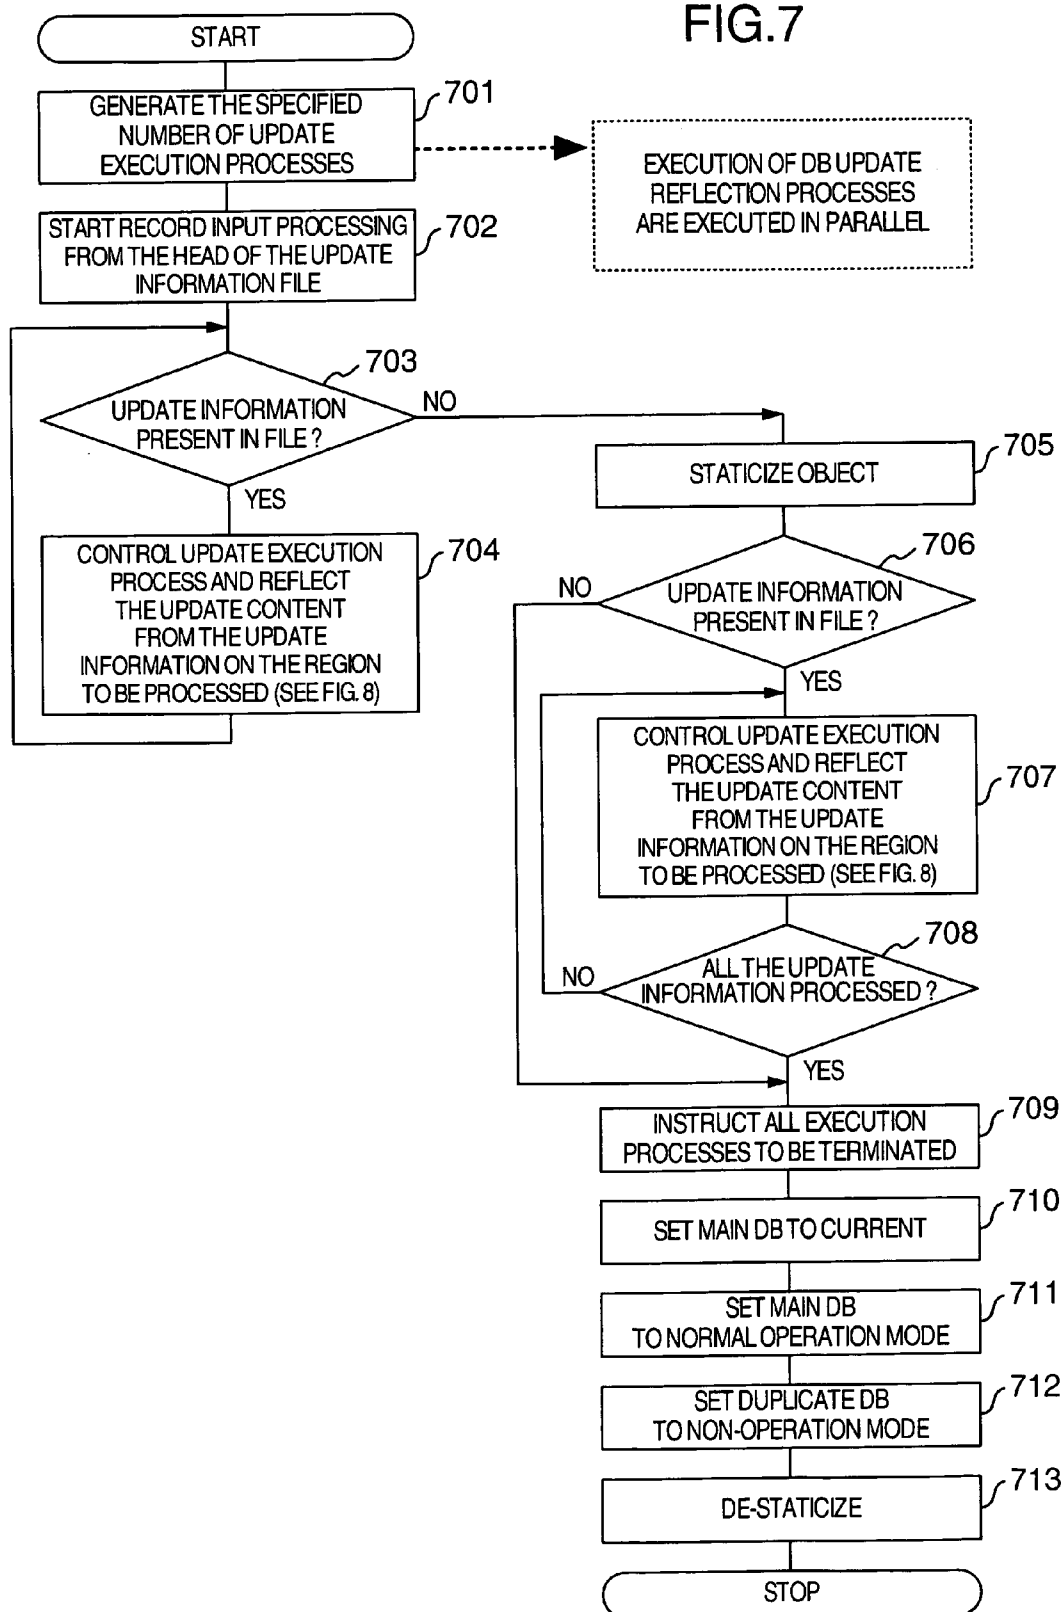 FIG.7
START
701
GENERATE THE SPECIFIED
NUMBER OF UPDATE
EXECUTION PROCESSES
EXECUTION OF DB UPDATE
REFLECTION PROCESSES
ARE EXECUTED IN PARALLEL
702
START RECORD INPUT PROCESSING
FROM THE HEAD OF THE UPDATE
INFORMATION FILE
703
UPDATE INFORMATION
PRESENT IN FILE ?
NO
YES
704
CONTROL UPDATE EXECUTION
PROCESS AND REFLECT
THE UPDATE CONTENT
FROM THE UPDATE
INFORMATION ON THE REGION
TO BE PROCESSED (SEE FIG. 8)
705
STATICIZE OBJECT
706
UPDATE INFORMATION
PRESENT IN FILE ?
NO
YES
707
CONTROL UPDATE EXECUTION
PROCESS AND REFLECT
THE UPDATE CONTENT
FROM THE UPDATE
INFORMATION ON THE REGION
TO BE PROCESSED (SEE FIG. 8)
708
ALL THE UPDATE
INFORMATION PROCESSED ?
NO
YES
709
INSTRUCT ALL EXECUTION
PROCESSES TO BE TERMINATED
710
SET MAIN DB TO CURRENT
711
SET MAIN DB
TO NORMAL OPERATION MODE
712
SET DUPLICATE DB
TO NON-OPERATION MODE
713
DE-STATICIZE
STOP